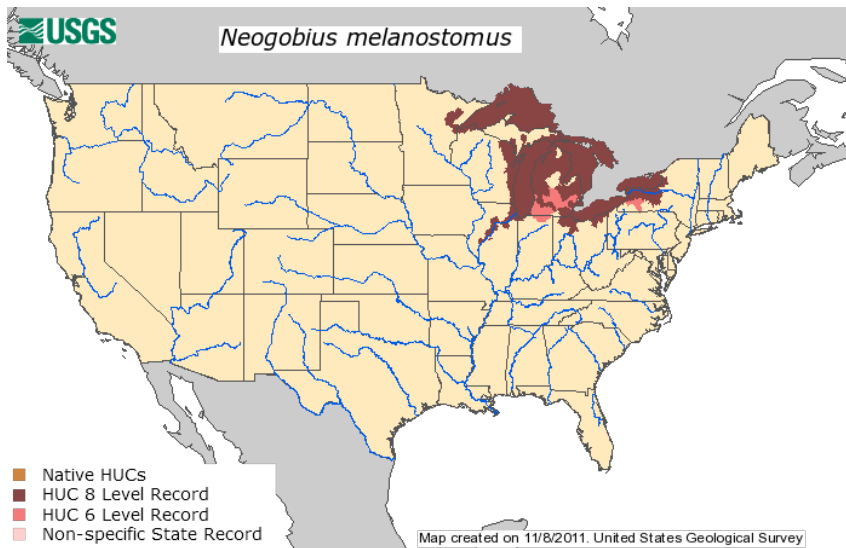 USGS
Neogobius melanostomus
Native HUCs
HUC 8 Level Record
HUC 6 Level Record
Non-specific State Record
Map created on 11/8/2011. United States Geological Survey